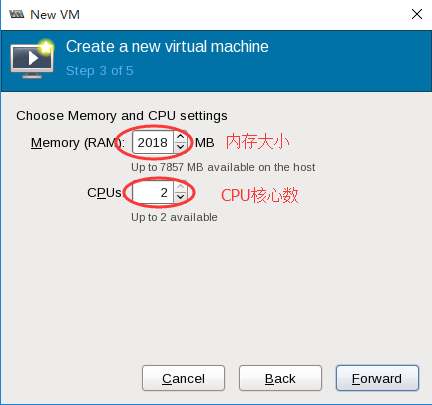 New VM
Create a new virtual machine
Step 3 of 5
Choose Memory and CPU settings
Memory (RAM): 2018 MB 内存大小
Up to 7857 MB available on the host
CPUs: 2 CPU核心数
Up to 2 available
Cancel Back Forward